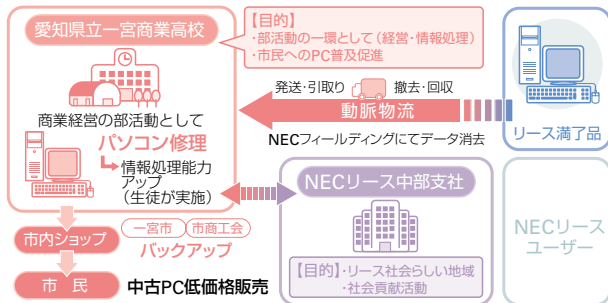 愛知県立一宮商業高校
【目的】
・部活動の一環として(経営・情報処理)
・市民へのPC普及促進
商業経営の部活動として
パソコン修理
情報処理能力
アップ
(生徒が実施)
発送・引取り
撤去・回収
動脈物流
NECフィールディングにてデータ消去
リース満了品
NECリース
ユーザー
NECリース中部支社
【目的】・リース社会らしい地域
・社会貢献活動
市内ショップ
一宮市
市商工会
バックアップ
市 民
中古PC低価格販売